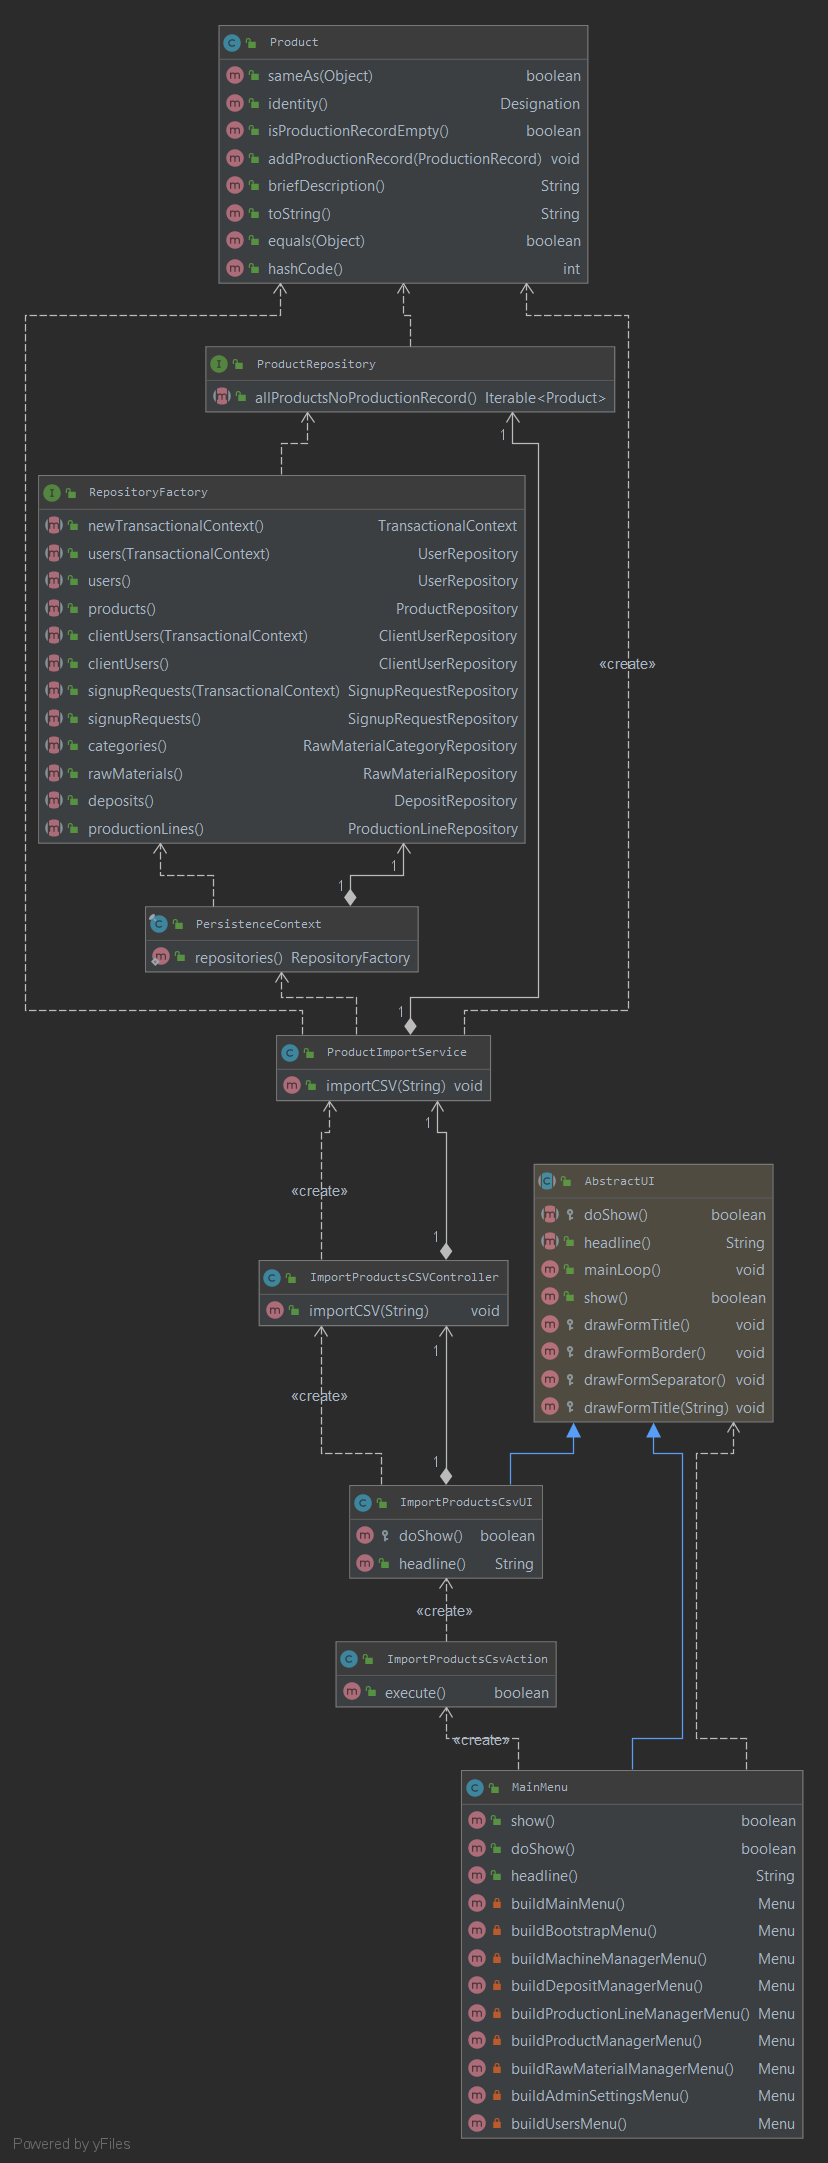 Product
sameAs(Object) boolean
identity() Designation
isProductionRecordEmpty() boolean
addProductionRecord(ProductionRecord) void
briefDescription() String
toString() String
equals(Object) boolean
hashCode() int
ProductRepository
allProductsNoProductionRecord() Iterable<Product>
1
RepositoryFactory
newTransactionalContext() TransactionalContext
users(TransactionalContext) UserRepository
users() UserRepository
products() ProductRepository
clientUsers(TransactionalContext) ClientUserRepository
clientUsers() ClientUserRepository
«create»
signupRequests(TransactionalContext) SignupRequestRepository
signupRequests() SignupRequestRepository
categories() RawMaterialCategoryRepository
rawMaterials() RawMaterialRepository
deposits() DepositRepository
productionLines() ProductionLineRepository
1
1
PersistenceContext
repositories() RepositoryFactory
1
ProductImportService
importCSV(String) void
1
«create»
1
ImportProductsCSVController
importCSV(String) void
1
«create»
1
AbstractUI
doShow() boolean
headline() String
mainLoop() void
show() boolean
drawFormTitle() void
drawFormBorder() void
drawFormSeparator() void
drawFormTitle(String) void
ImportProductsCsvUI
doShow() boolean
headline() String
«create»
ImportProductsCsvAction
execute() boolean
«create»
MainMenu
show() boolean
doShow() boolean
headline() String
buildMainMenu() Menu
buildBootstrapMenu() Menu
buildMachineManagerMenu() Menu
buildDepositManagerMenu() Menu
buildProductionLineManagerMenu() Menu
buildProductManagerMenu() Menu
buildRawMaterialManagerMenu() Menu
buildAdminSettingsMenu() Menu
buildUsersMenu() Menu
Powered by yFiles